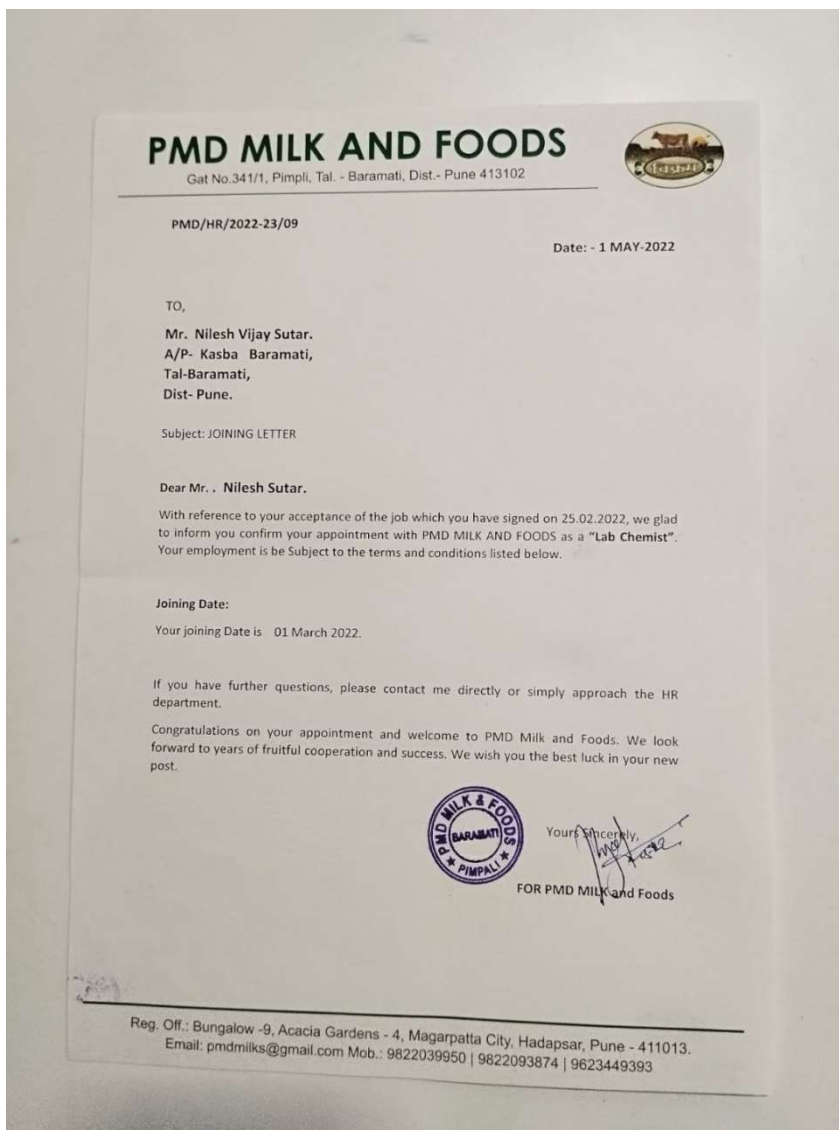 PMD MILK AND FOODS
Gat No.341/1, Pimpli, Tal. - Baramati, Dist.- Pune 413102
PMD/HR/2022-23/09
Date: - 1 MAY-2022
TO,
Mr. Nilesh Vijay Sutar.
A/P- Kasba Baramati,
Tal-Baramati,
Dist- Pune.
Subject: JOINING LETTER
Dear Mr. . Nilesh Sutar.
With reference to your acceptance of the job which you have signed on 25.02.2022, we glad
to inform you confirm your appointment with PMD MILK AND FOODS as a "Lab Chemist".
Your employment is be Subject to the terms and conditions listed below.
Joining Date:
Your joining Date is 01 March 2022.
If you have further questions, please contact me directly or simply approach the HR
department.
Congratulations on your appointment and welcome to PMD Milk and Foods. We look
forward to years of fruitful cooperation and success. We wish you the best luck in your new
post.
PMD MILK & FOODS
BARAMATI
★ PIMPALI ★
Yours Sincerely,
FOR PMD MILK and Foods
Reg. Off.: Bungalow -9, Acacia Gardens - 4, Magarpatta City, Hadapsar, Pune - 411013.
Email: pmdmilks@gmail.com Mob.: 9822039950 | 9822093874 | 9623449393